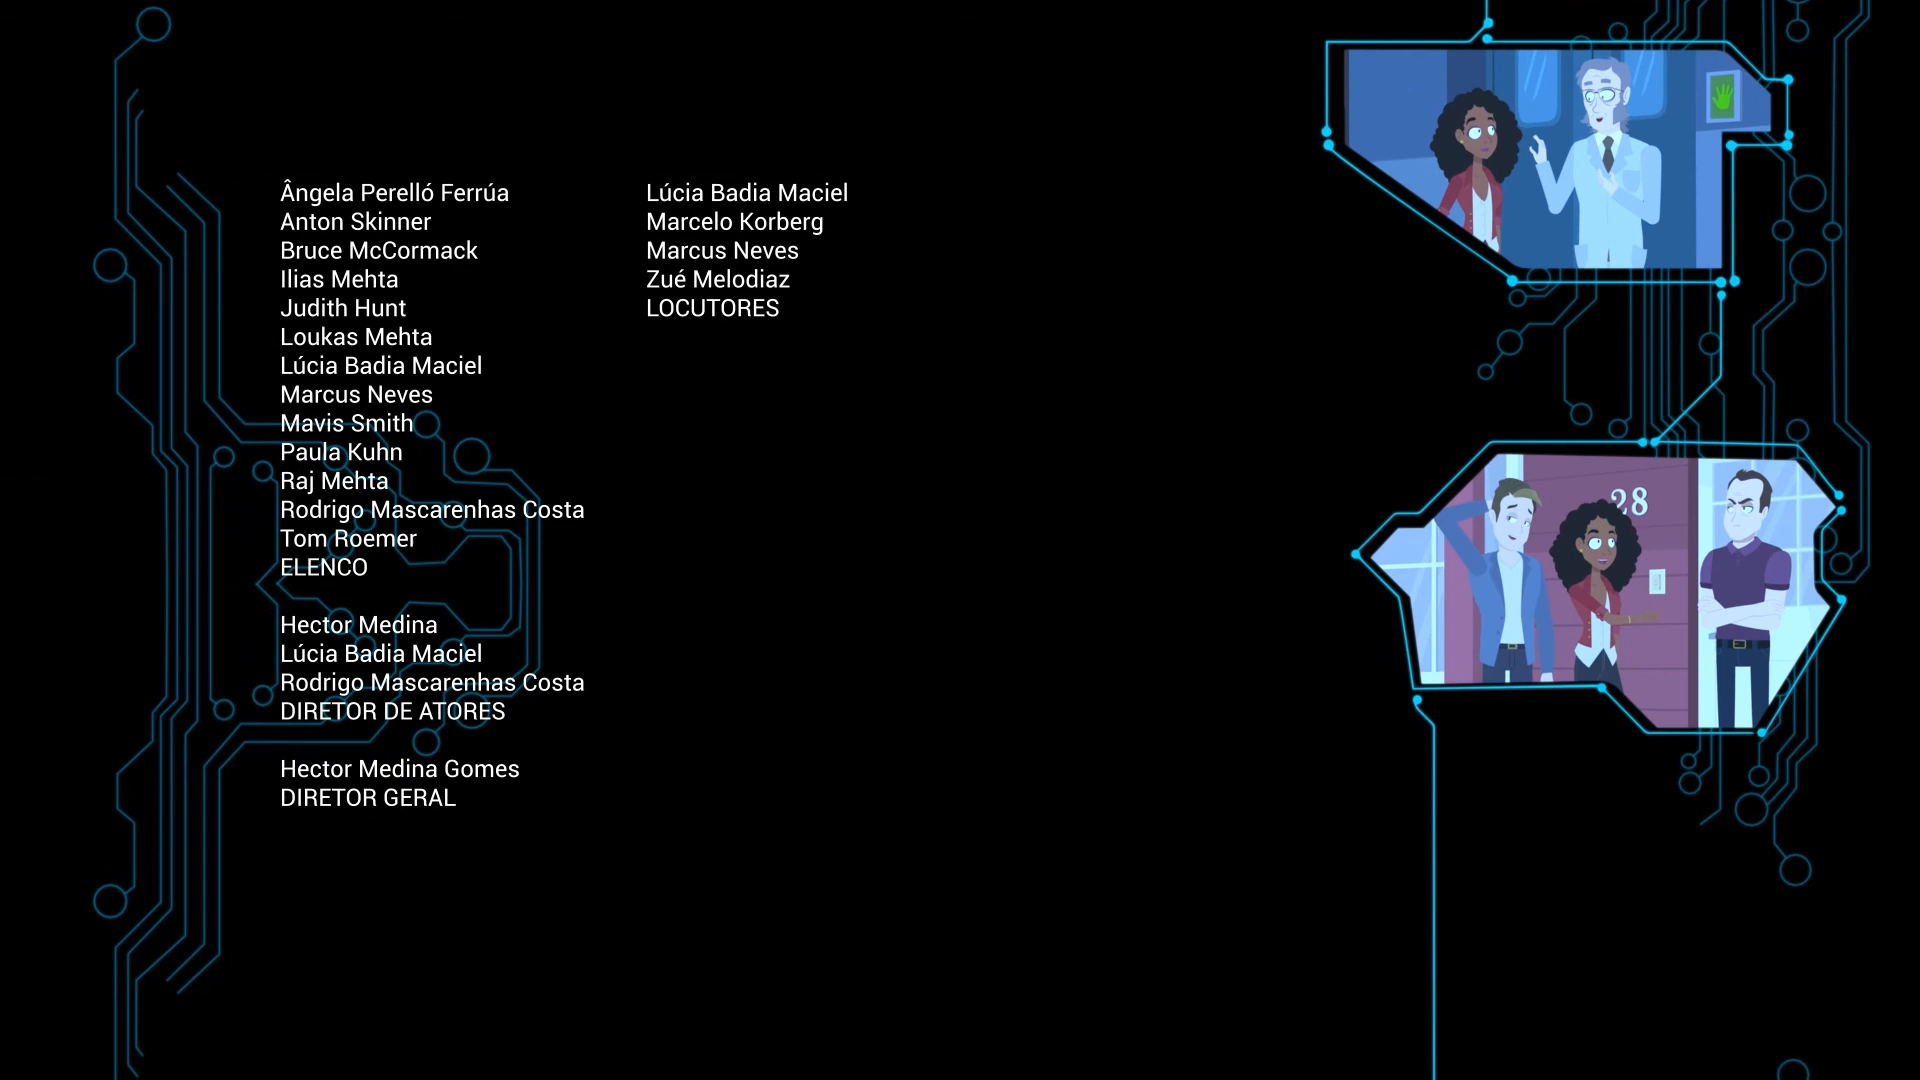 Ângela Perelló Ferrúa
Anton Skinner
Bruce McCormack
Ilias Mehta
Judith Hunt
Loukas Mehta
Lúcia Badia Maciel
Marcus Neves
Mavis Smith
Paula Kuhn
Raj Mehta
Rodrigo Mascarenhas Costa
Tom Roemer
ELENCO
Hector Medina
Lúcia Badia Maciel
Rodrigo Mascarenhas Costa
DIRETOR DE ATORES
Hector Medina Gomes
DIRETOR GERAL
Lúcia Badia Maciel
Marcelo Korberg
Marcus Neves
Zué Melodiaz
LOCUTORES
28